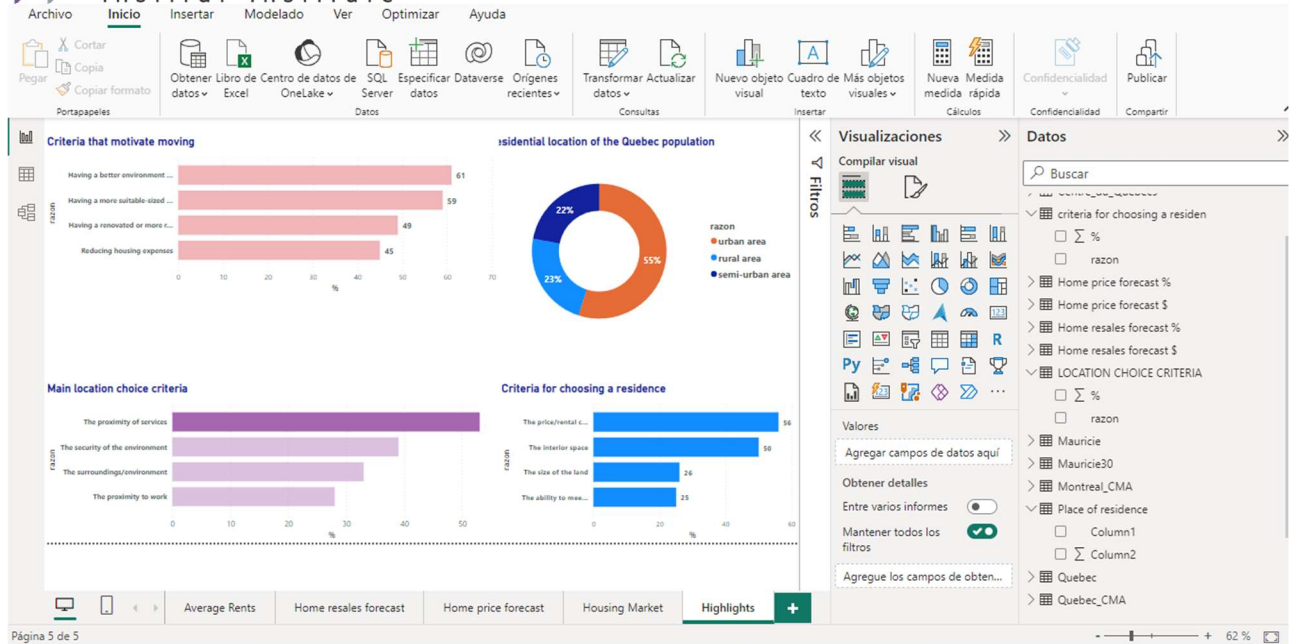 Archivo Inicio Insertar Modelado Ver Optimizar Ayuda
Pegar
Cortar
Copia
Copiar formato
Portapapeles
Obtener datos
Libro de Excel
Centro de datos de OneLake
SQL Server
Especificar datos
Dataverse
Orígenes recientes
Datos
Transformar datos
Actualizar
Consultas
Nuevo objeto visual
Cuadro de texto
Más objetos visuales
Insertar
Nueva medida
Medida rápida
Cálculos
Confidencialidad
Confidencialidad
Publicar
Compartir
Criteria that motivate moving
razon
Having a better environment ...
61
Having a more suitable-sized ...
59
Having a renovated or more r...
49
Reducing housing expenses
45
0 10 20 30 40 50 60 70
%
esidential location of the Quebec population
22%
23%
55%
razon
urban area
rural area
semi-urban area
Main location choice criteria
razon
The proximity of services
The security of the environment
The surroundings/environment
The proximity to work
0 10 20 30 40 50
%
Criteria for choosing a residence
razon
The price/rental c...
56
The interior space
50
The size of the land
26
The ability to mee...
25
0 20 40 60
%
Filtros
Visualizaciones
Compilar visual
123
R
Py
Valores
Agregar campos de datos aquí
Obtener detalles
Entre varios informes
Mantener todos los filtros
Agregue los campos de obten...
Datos
Buscar
criteria for choosing a residen
∑ %
razon
Home price forecast %
Home price forecast $
Home resales forecast %
Home resales forecast $
LOCATION CHOICE CRITERIA
∑ %
razon
Mauricie
Mauricie30
Montreal_CMA
Place of residence
Column1
∑ Column2
Quebec
Quebec_CMA
Average Rents Home resales forecast Home price forecast Housing Market Highlights +
Página 5 de 5
- + 62 %